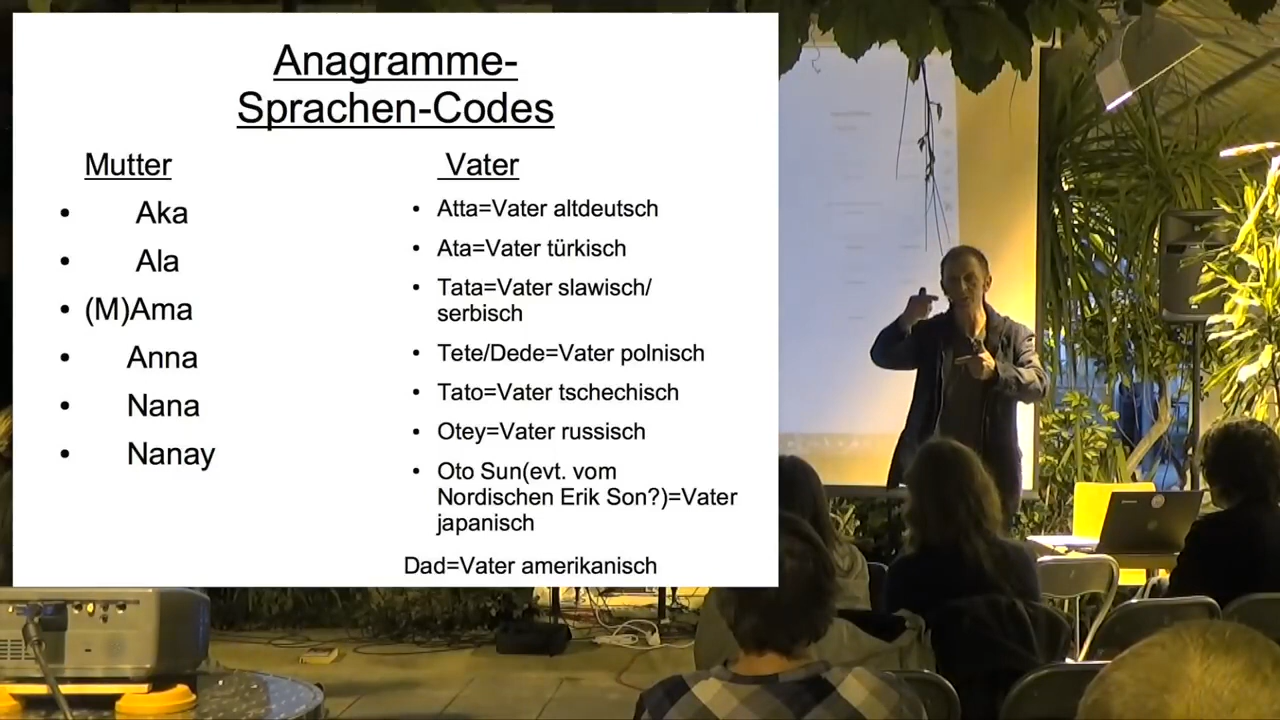 Anagramme-
Sprachen-Codes
Mutter
Aka
Ala
(M)Ama
Anna
Nana
Nanay
Vater
Atta=Vater altdeutsch
Ata=Vater türkisch
Tata=Vater slawisch/
serbisch
Tete/Dede=Vater polnisch
Tato=Vater tschechisch
Otey=Vater russisch
Oto Sun(evt. vom
Nordischen Erik Son?)=Vater
japanisch
Dad=Vater amerikanisch